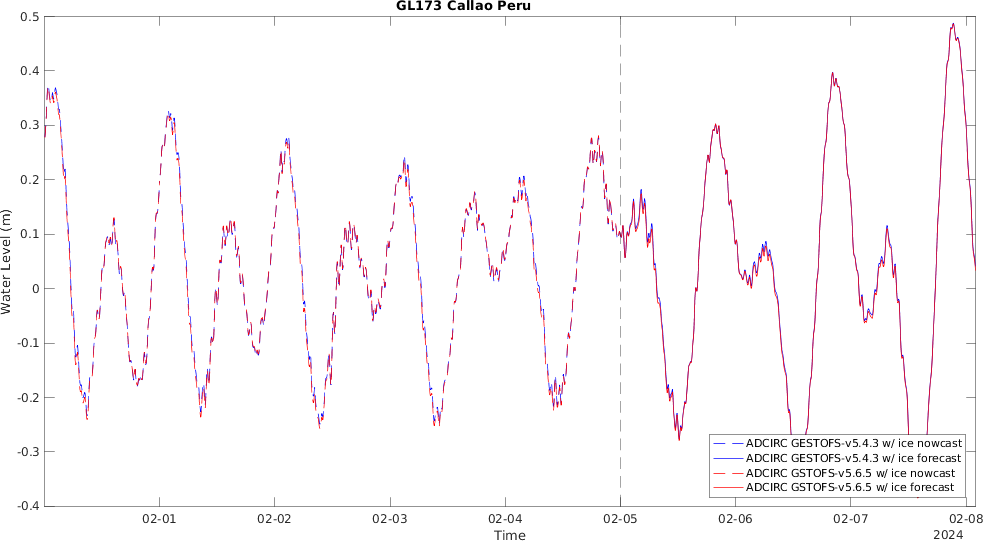 GL173 Callao Peru
0.5
0.4
0.3
0.2
0.1
0
-0.1
-0.2
-0.3
-0.4
Water Level (m)
ADCIRC GESTOFS-v5.4.3 w/ ice nowcast
ADCIRC GESTOFS-v5.4.3 w/ ice forecast
ADCIRC GSTOFS-v5.6.5 w/ ice nowcast
ADCIRC GSTOFS-v5.6.5 w/ ice forecast
02-01 02-02 02-03 02-04 02-05 02-06 02-07 02-08
Time 2024